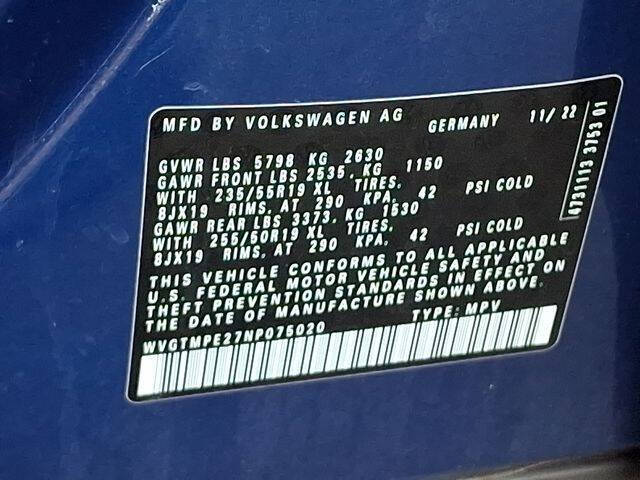 MFD BY VOLKSWAGEN AG GERMANY 11/22
GVWR LBS 5798 KG 2630
GAWR FRONT LBS 2535, KG 1150
WITH 235/55R19 XL TIRES,
8JX19 RIMS, AT 290 KPA, 42 PSI COLD
GAWR REAR LBS 3373, KG 1530
WITH 255/50R19 XL TIRES,
8JX19 RIMS, AT 290 KPA, 42 PSI COLD
THIS VEHICLE CONFORMS TO ALL APPLICABLE
U.S. FEDERAL MOTOR VEHICLE SAFETY AND
THEFT PREVENTION STANDARDS IN EFFECT ON
THE DATE OF MANUFACTURE SHOWN ABOVE.
WVGTMPE27NP075020 TYPE: MPV